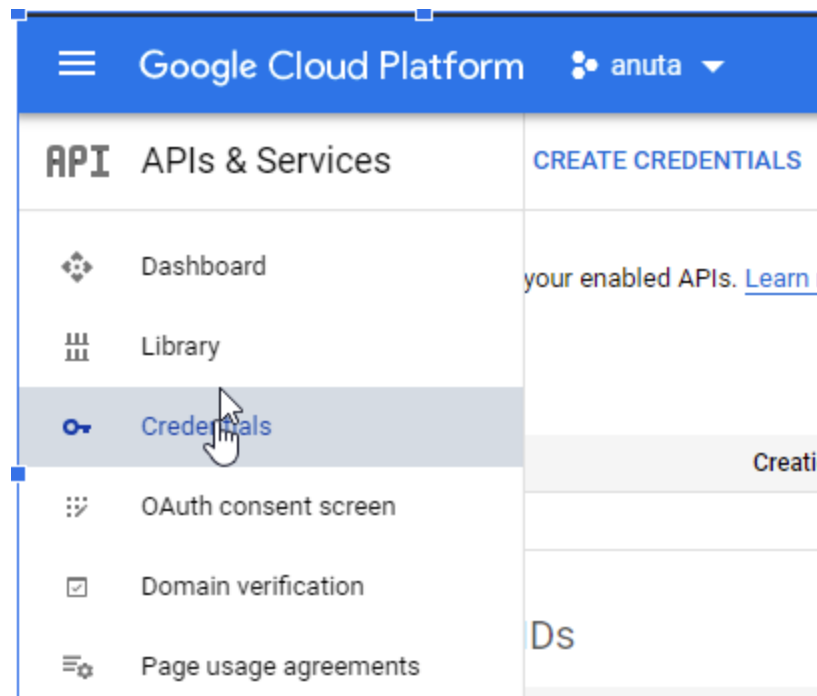 Google Cloud Platform anuta
API APIs & Services CREATE CREDENTIALS
Dashboard
your enabled APIs. Learn
Library
Credentials
Creati
OAuth consent screen
Domain verification
IDs
Page usage agreements